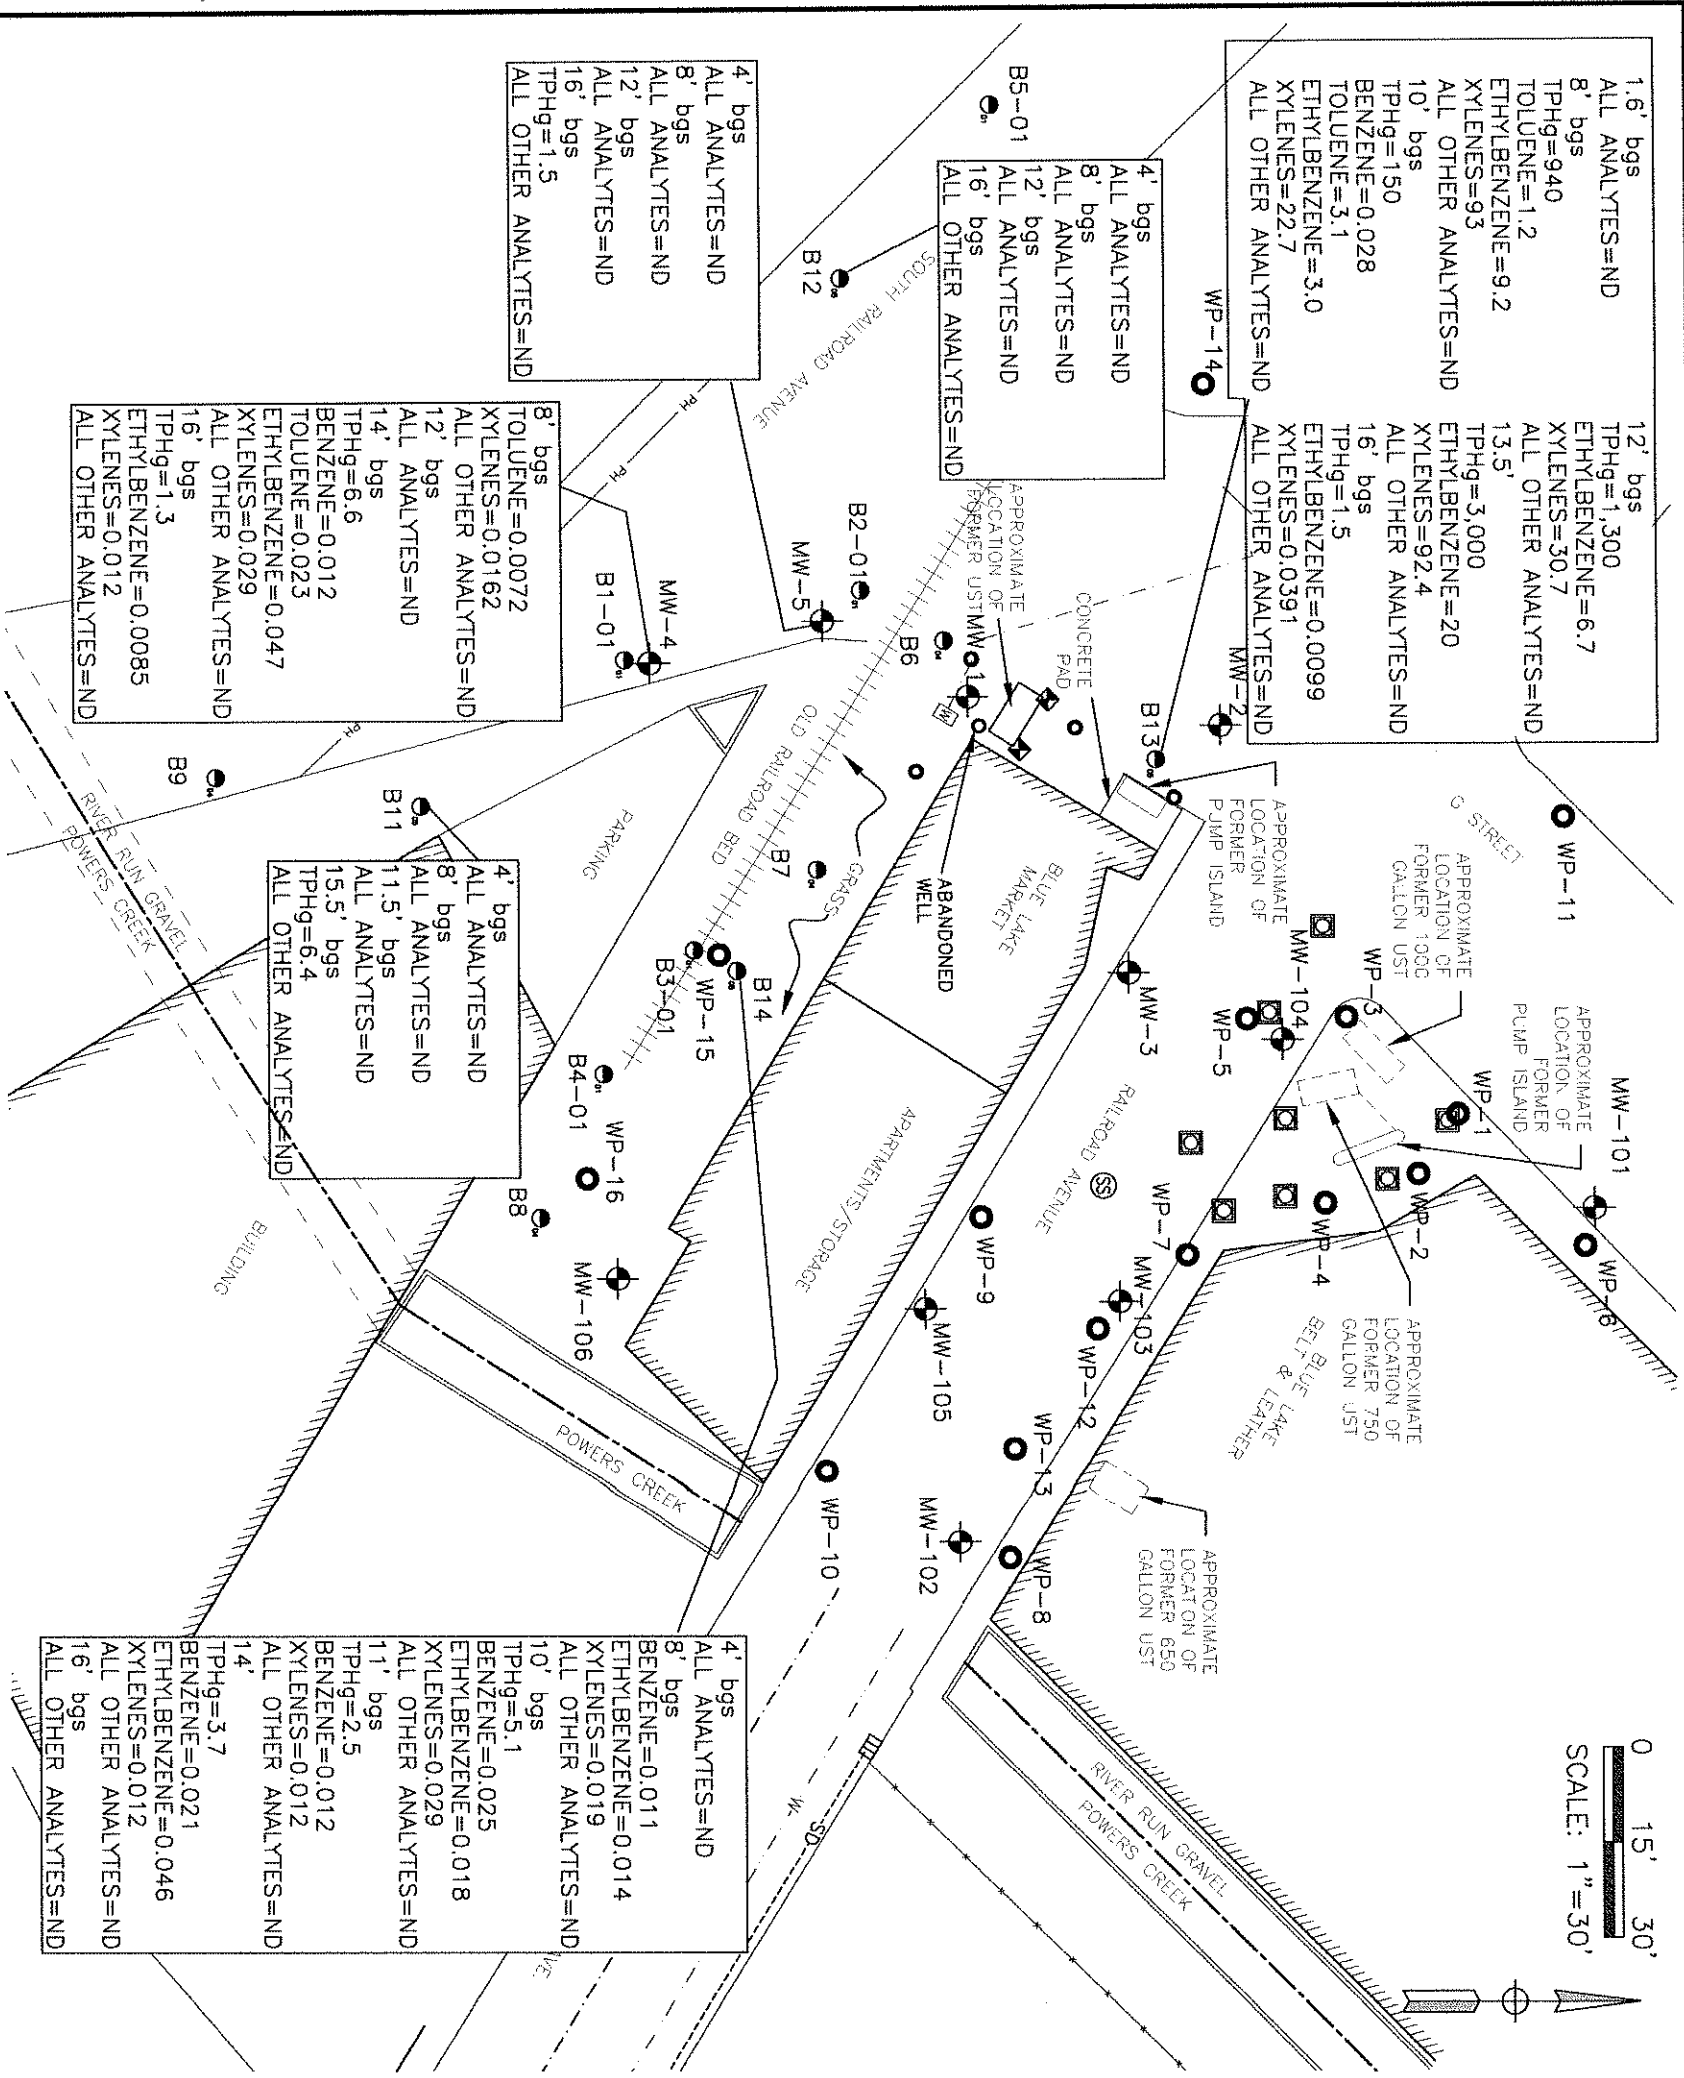 1.6' bgs
ALL ANALYTES=ND
8' bgs
TPHg=940
TOLUENE=1.2
ETHYLBENZENE=9.2
XYLENES=93
ALL OTHER ANALYTES=ND
10' bgs
TPHg=150
BENZENE=0.028
TOLUENE=3.1
ETHYLBENZENE=3.0
XYLENES=22.7
ALL OTHER ANALYTES=ND
12' bgs
TPHg=1,300
ETHYLBENZENE=6.7
XYLENES=30.7
ALL OTHER ANALYTES=ND
13.5'
TPHg=3,000
ETHYLBENZENE=20
XYLENES=92.4
ALL OTHER ANALYTES=ND
16' bgs
TPHg=1.5
ETHYLBENZENE=0.0099
XYLENES=0.0391
ALL OTHER ANALYTES=ND
WP-11
G STREET
APPROXIMATE
LOCATION OF
FORMER 1000
GALLON UST
WP-3
APPROXIMATE
LOCATION OF
FORMER
PUMP ISLAND
WP-1
MW-101
WP-2
WP-6
WP-4
APPROXIMATE
LOCATION OF
FORMER 750
GALLON UST
BLUE LAKE
BELT & LEATHER
APPROXIMATE
LOCATION OF
FORMER 650
GALLON UST
0 15' 30'
SCALE: 1"=30'
WP-14
MW-2
B13
APPROXIMATE
LOCATION OF
FORMER
PUMP ISLAND
MW-104
WP-5
MW-3
WP-7
MW-103
WP-12
WP-13
WP-8
MW-102
RIVER RUN GRAVEL
POWERS CREEK
SS
RAILROAD AVENUE
WP-9
MW-105
WP-10
CONCRETE
PAD
APPROXIMATE
LOCATION OF
FORMER UST
MW-1
W
B6
BLUE LAKE
MARKET
ABANDONED
WELL
APARTMENTS/STORAGE
B5-01
B12
SOUTH RAILROAD AVENUE
4' bgs
ALL ANALYTES=ND
8' bgs
ALL ANALYTES=ND
12' bgs
ALL ANALYTES=ND
16' bgs
ALL OTHER ANALYTES=ND
4' bgs
ALL ANALYTES=ND
8' bgs
ALL ANALYTES=ND
12' bgs
ALL ANALYTES=ND
16' bgs
TPHg=1.5
ALL OTHER ANALYTES=ND
B2-01
MW-5
MW-4
B1-01
PH
PH
PH
OLD RAILROAD BED
GRASS
B7
B14
WP-15
B3-01
B4-01
WP-16
B8
MW-106
PARKING
8' bgs
TOLUENE=0.0072
XYLENES=0.0162
ALL OTHER ANALYTES=ND
12' bgs
ALL ANALYTES=ND
14' bgs
TPHg=6.6
BENZENE=0.012
TOLUENE=0.023
ETHYLBENZENE=0.047
XYLENES=0.029
ALL OTHER ANALYTES=ND
16' bgs
TPHg=1.3
ETHYLBENZENE=0.0085
XYLENES=0.012
ALL OTHER ANALYTES=ND
B9
B11
4' bgs
ALL ANALYTES=ND
8' bgs
ALL ANALYTES=ND
11.5' bgs
ALL ANALYTES=ND
15.5' bgs
TPHg=6.4
ALL OTHER ANALYTES=ND
RIVER RUN GRAVEL
POWERS CREEK
BUILDING
POWERS CREEK
W
SD
AVE.
4' bgs
ALL ANALYTES=ND
8' bgs
BENZENE=0.011
ETHYLBENZENE=0.014
XYLENES=0.019
ALL OTHER ANALYTES=ND
10' bgs
TPHg=5.1
BENZENE=0.025
ETHYLBENZENE=0.018
XYLENES=0.029
ALL OTHER ANALYTES=ND
11' bgs
TPHg=2.5
BENZENE=0.012
XYLENES=0.012
ALL OTHER ANALYTES=ND
14'
TPHg=3.7
BENZENE=0.021
ETHYLBENZENE=0.046
XYLENES=0.012
ALL OTHER ANALYTES=ND
16' bgs
ALL OTHER ANALYTES=ND